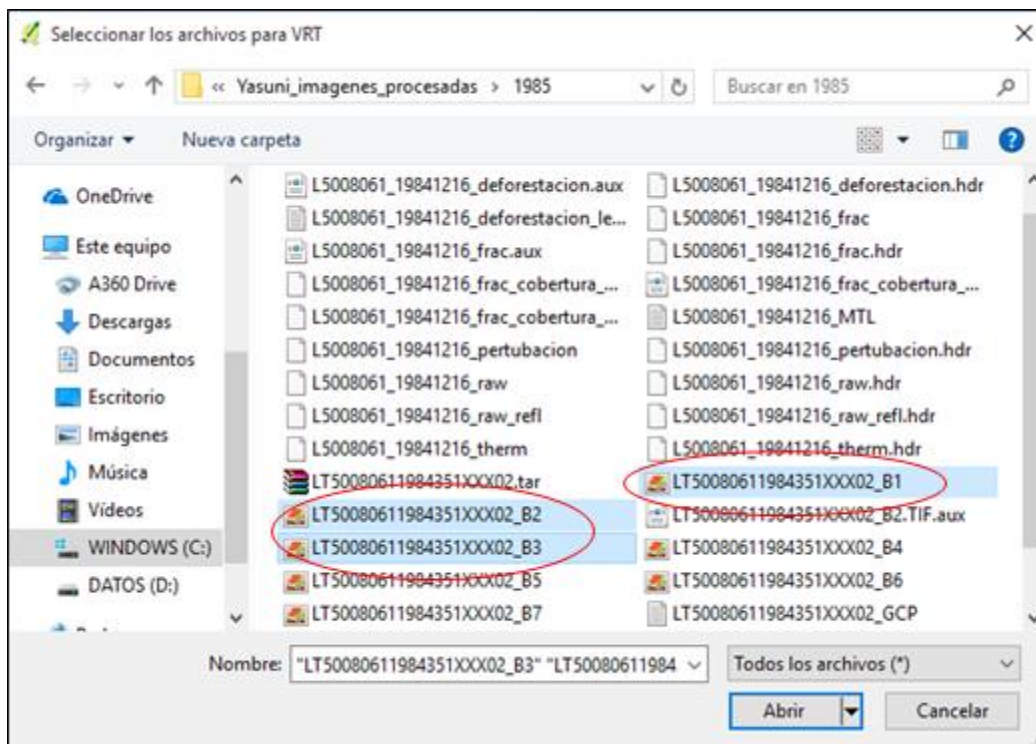 Seleccionar los archivos para VRT
« Yasuni_imagenes_procesadas > 1985
Buscar en 1985
Organizar
Nueva carpeta
OneDrive
Este equipo
A360 Drive
Descargas
Documentos
Escritorio
Imágenes
Música
Vídeos
WINDOWS (C:)
DATOS (D:)
L5008061_19841216_deforestacion.aux
L5008061_19841216_deforestacion.hdr
L5008061_19841216_deforestacion_le...
L5008061_19841216_frac
L5008061_19841216_frac.aux
L5008061_19841216_frac.hdr
L5008061_19841216_frac_cobertura_...
L5008061_19841216_frac_cobertura_...
L5008061_19841216_frac_cobertura_...
L5008061_19841216_MTL
L5008061_19841216_pertubacion
L5008061_19841216_pertubacion.hdr
L5008061_19841216_raw
L5008061_19841216_raw.hdr
L5008061_19841216_raw_refl
L5008061_19841216_raw_refl.hdr
L5008061_19841216_therm
L5008061_19841216_therm.hdr
LT50080611984351XXX02.tar
LT50080611984351XXX02_B1
LT50080611984351XXX02_B2
LT50080611984351XXX02_B2.TIF.aux
LT50080611984351XXX02_B3
LT50080611984351XXX02_B4
LT50080611984351XXX02_B5
LT50080611984351XXX02_B6
LT50080611984351XXX02_B7
LT50080611984351XXX02_GCP
Nombre: "LT50080611984351XXX02_B3" "LT50080611984
Todos los archivos (*)
Abrir
Cancelar